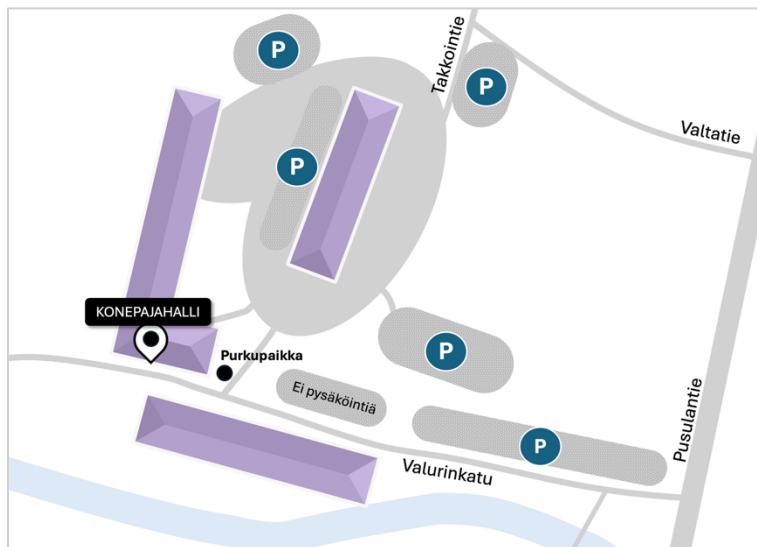 P
Takkointie
P
Valtatie
P
KONEPAJAHALLI
Purkupaikka
P
Ei pysäköintiä
Pusulantie
P
Valurinkatu